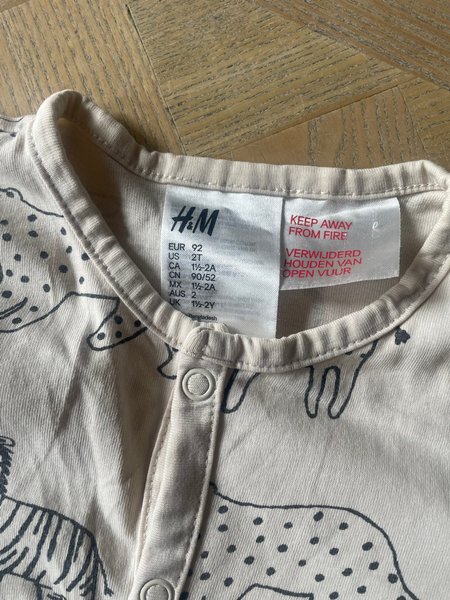 H&M
EUR 92
US 2T
CA 1½-2A
CN 90/52
MX 1½-2A
AUS 2
UK 1½-2Y
KEEP AWAY
FROM FIRE
VERWIJDERD
HOUDEN VAN
OPEN VUUR